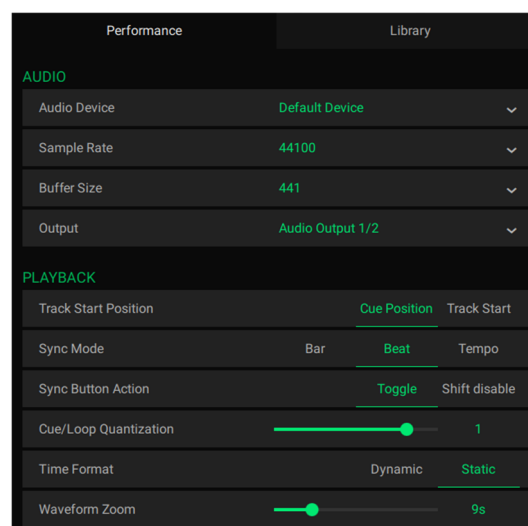 Performance Library
AUDIO
Audio Device Default Device
Sample Rate 44100
Buffer Size 441
Output Audio Output 1/2
PLAYBACK
Track Start Position Cue Position Track Start
Sync Mode Bar Beat Tempo
Sync Button Action Toggle Shift disable
Cue/Loop Quantization 1
Time Format Dynamic Static
Waveform Zoom 9s